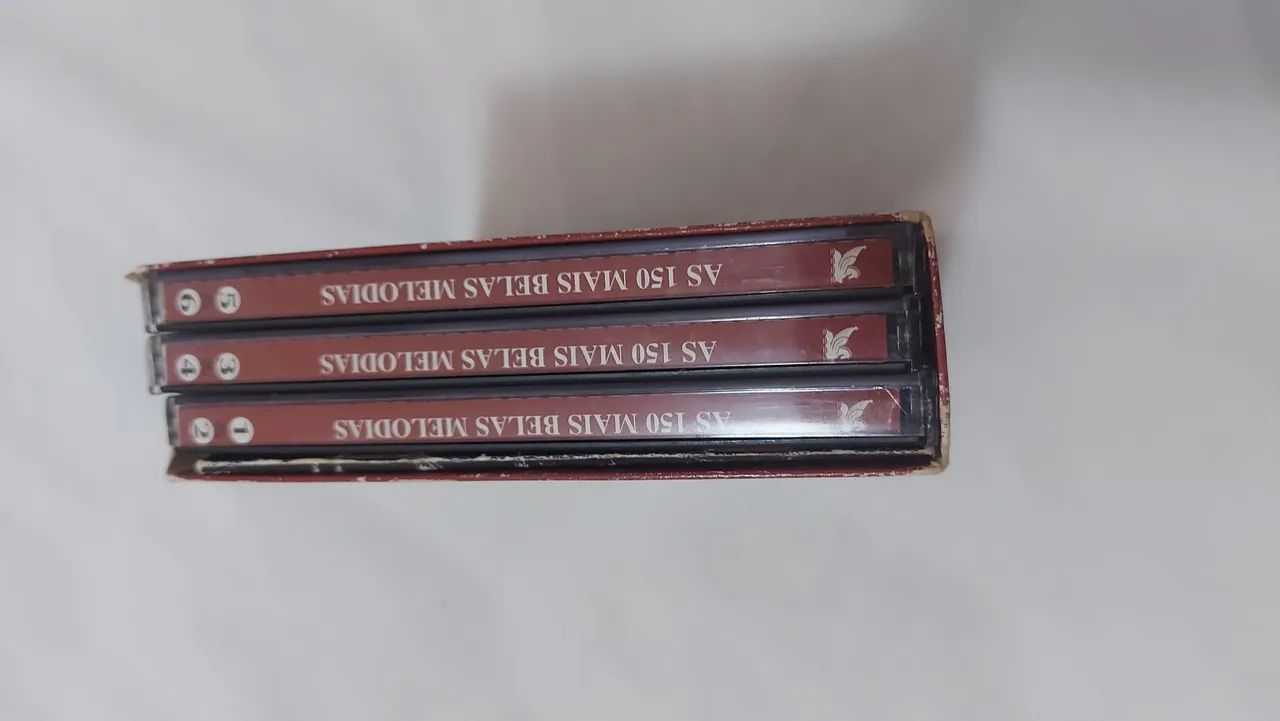 AS 150 MAIS BELAS MELODIAS 1 2
AS 150 MAIS BELAS MELODIAS 3 4
AS 150 MAIS BELAS MELODIAS 5 6